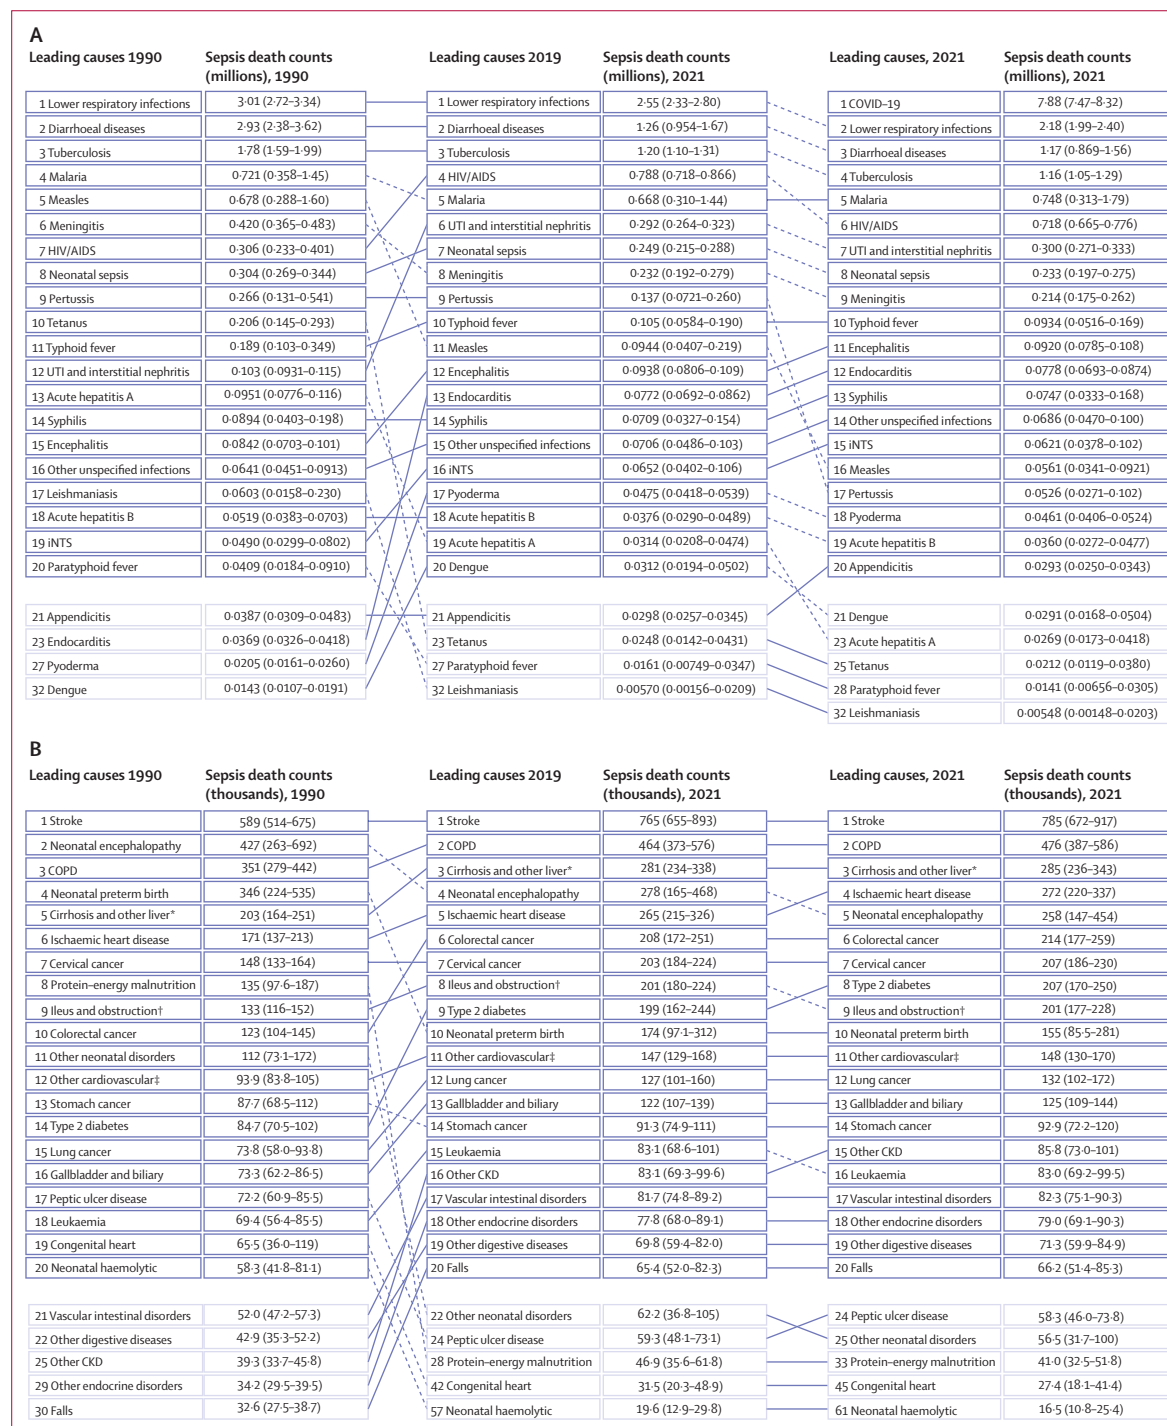 A
Leading causes 1990 Sepsis death counts (millions), 1990 Leading causes 2019 Sepsis death counts (millions), 2021 Leading causes, 2021 Sepsis death counts (millions), 2021
1 Lower respiratory infections 3·01 (2·72–3·34) 1 Lower respiratory infections 2·55 (2·33–2·80) 1 COVID–19 7·88 (7·47–8·32)
2 Diarrhoeal diseases 2·93 (2·38–3·62) 2 Diarrhoeal diseases 1·26 (0·954–1·67) 2 Lower respiratory infections 2·18 (1·99–2·40)
3 Tuberculosis 1·78 (1·59–1·99) 3 Tuberculosis 1·20 (1·10–1·31) 3 Diarrhoeal diseases 1·17 (0·869–1·56)
4 Malaria 0·721 (0·358–1·45) 4 HIV/AIDS 0·788 (0·718–0·866) 4 Tuberculosis 1·16 (1·05–1·29)
5 Measles 0·678 (0·288–1·60) 5 Malaria 0·668 (0·310–1·44) 5 Malaria 0·748 (0·313–1·79)
6 Meningitis 0·420 (0·365–0·483) 6 UTI and interstitial nephritis 0·292 (0·264–0·323) 6 HIV/AIDS 0·718 (0·665–0·776)
7 HIV/AIDS 0·306 (0·233–0·401) 7 Neonatal sepsis 0·249 (0·215–0·288) 7 UTI and interstitial nephritis 0·300 (0·271–0·333)
8 Neonatal sepsis 0·304 (0·269–0·344) 8 Meningitis 0·232 (0·192–0·279) 8 Neonatal sepsis 0·233 (0·197–0·275)
9 Pertussis 0·266 (0·131–0·541) 9 Pertussis 0·137 (0·0721–0·260) 9 Meningitis 0·214 (0·175–0·262)
10 Tetanus 0·206 (0·145–0·293) 10 Typhoid fever 0·105 (0·0584–0·190) 10 Typhoid fever 0·0934 (0·0516–0·169)
11 Typhoid fever 0·189 (0·103–0·349) 11 Measles 0·0944 (0·0407–0·219) 11 Encephalitis 0·0920 (0·0785–0·108)
12 UTI and interstitial nephritis 0·103 (0·0931–0·115) 12 Encephalitis 0·0938 (0·0806–0·109) 12 Endocarditis 0·0778 (0·0693–0·0874)
13 Acute hepatitis A 0·0951 (0·0776–0·116) 13 Endocarditis 0·0772 (0·0692–0·0862) 13 Syphilis 0·0747 (0·0333–0·168)
14 Syphilis 0·0894 (0·0403–0·198) 14 Syphilis 0·0709 (0·0327–0·154) 14 Other unspecified infections 0·0686 (0·0470–0·100)
15 Encephalitis 0·0842 (0·0703–0·101) 15 Other unspecified infections 0·0706 (0·0486–0·103) 15 iNTS 0·0621 (0·0378–0·102)
16 Other unspecified infections 0·0641 (0·0451–0·0913) 16 iNTS 0·0652 (0·0402–0·106) 16 Measles 0·0561 (0·0341–0·0921)
17 Leishmaniasis 0·0603 (0·0158–0·230) 17 Pyoderma 0·0475 (0·0418–0·0539) 17 Pertussis 0·0526 (0·0271–0·102)
18 Acute hepatitis B 0·0519 (0·0383–0·0703) 18 Acute hepatitis B 0·0376 (0·0290–0·0489) 18 Pyoderma 0·0461 (0·0406–0·0524)
19 iNTS 0·0490 (0·0299–0·0802) 19 Acute hepatitis A 0·0314 (0·0208–0·0474) 19 Acute hepatitis B 0·0360 (0·0272–0·0477)
20 Paratyphoid fever 0·0409 (0·0184–0·0910) 20 Dengue 0·0312 (0·0194–0·0502) 20 Appendicitis 0·0293 (0·0250–0·0343)
21 Appendicitis 0·0387 (0·0309–0·0483) 21 Appendicitis 0·0298 (0·0257–0·0345) 21 Dengue 0·0291 (0·0168–0·0504)
23 Endocarditis 0·0369 (0·0326–0·0418) 23 Tetanus 0·0248 (0·0142–0·0431) 23 Acute hepatitis A 0·0269 (0·0173–0·0418)
27 Pyoderma 0·0205 (0·0161–0·0260) 27 Paratyphoid fever 0·0161 (0·00749–0·0347) 25 Tetanus 0·0212 (0·0119–0·0380)
32 Dengue 0·0143 (0·0107–0·0191) 32 Leishmaniasis 0·00570 (0·00156–0·0209) 28 Paratyphoid fever 0·0141 (0·00656–0·0305)
32 Leishmaniasis 0·00548 (0·00148–0·0203)
B
Leading causes 1990 Sepsis death counts (thousands), 1990 Leading causes 2019 Sepsis death counts (thousands), 2021 Leading causes, 2021 Sepsis death counts (thousands), 2021
1 Stroke 589 (514–675) 1 Stroke 765 (655–893) 1 Stroke 785 (672–917)
2 Neonatal encephalopathy 427 (263–692) 2 COPD 464 (373–576) 2 COPD 476 (387–586)
3 COPD 351 (279–442) 3 Cirrhosis and other liver* 281 (234–338) 3 Cirrhosis and other liver* 285 (236–343)
4 Neonatal preterm birth 346 (224–535) 4 Neonatal encephalopathy 278 (165–468) 4 Ischaemic heart disease 272 (220–337)
5 Cirrhosis and other liver* 203 (164–251) 5 Ischaemic heart disease 265 (215–326) 5 Neonatal encephalopathy 258 (147–454)
6 Ischaemic heart disease 171 (137–213) 6 Colorectal cancer 208 (172–251) 6 Colorectal cancer 214 (177–259)
7 Cervical cancer 148 (133–164) 7 Cervical cancer 203 (184–224) 7 Cervical cancer 207 (186–230)
8 Protein–energy malnutrition 135 (97·6–187) 8 Ileus and obstruction† 201 (180–224) 8 Type 2 diabetes 207 (170–250)
9 Ileus and obstruction† 133 (116–152) 9 Type 2 diabetes 199 (162–244) 9 Ileus and obstruction† 201 (177–228)
10 Colorectal cancer 123 (104–145) 10 Neonatal preterm birth 174 (97·1–312) 10 Neonatal preterm birth 155 (85·5–281)
11 Other neonatal disorders 112 (73·1–172) 11 Other cardiovascular‡ 147 (129–168) 11 Other cardiovascular‡ 148 (130–170)
12 Other cardiovascular‡ 93·9 (83·8–105) 12 Lung cancer 127 (101–160) 12 Lung cancer 132 (102–172)
13 Stomach cancer 87·7 (68·5–112) 13 Gallbladder and biliary 122 (107–139) 13 Gallbladder and biliary 125 (109–144)
14 Type 2 diabetes 84·7 (70·5–102) 14 Stomach cancer 91·3 (74·9–111) 14 Stomach cancer 92·9 (72·2–120)
15 Lung cancer 73·8 (58·0–93·8) 15 Leukaemia 83·1 (68·6–101) 15 Other CKD 85·8 (73·0–101)
16 Gallbladder and biliary 73·3 (62·2–86·5) 16 Other CKD 83·1 (69·3–99·6) 16 Leukaemia 83·0 (69·2–99·5)
17 Peptic ulcer disease 72·2 (60·9–85·5) 17 Vascular intestinal disorders 81·7 (74·8–89·2) 17 Vascular intestinal disorders 82·3 (75·1–90·3)
18 Leukaemia 69·4 (56·4–85·5) 18 Other endocrine disorders 77·8 (68·0–89·1) 18 Other endocrine disorders 79·0 (69·1–90·3)
19 Congenital heart 65·5 (36·0–119) 19 Other digestive diseases 69·8 (59·4–82·0) 19 Other digestive diseases 71·3 (59·9–84·9)
20 Neonatal haemolytic 58·3 (41·8–81·1) 20 Falls 65·4 (52·0–82·3) 20 Falls 66·2 (51·4–85·3)
21 Vascular intestinal disorders 52·0 (47·2–57·3) 22 Other neonatal disorders 62·2 (36·8–105) 24 Peptic ulcer disease 58·3 (46·0–73·8)
22 Other digestive diseases 42·9 (35·3–52·2) 24 Peptic ulcer disease 59·3 (48·1–73·1) 25 Other neonatal disorders 56·5 (31·7–100)
25 Other CKD 39·3 (33·7–45·8) 28 Protein–energy malnutrition 46·9 (35·6–61·8) 33 Protein–energy malnutrition 41·0 (32·5–51·8)
29 Other endocrine disorders 34·2 (29·5–39·5) 42 Congenital heart 31·5 (20·3–48·9) 45 Congenital heart 27·4 (18·1–41·4)
30 Falls 32·6 (27·5–38·7) 57 Neonatal haemolytic 19·6 (12·9–29·8) 61 Neonatal haemolytic 16·5 (10·8–25·4)